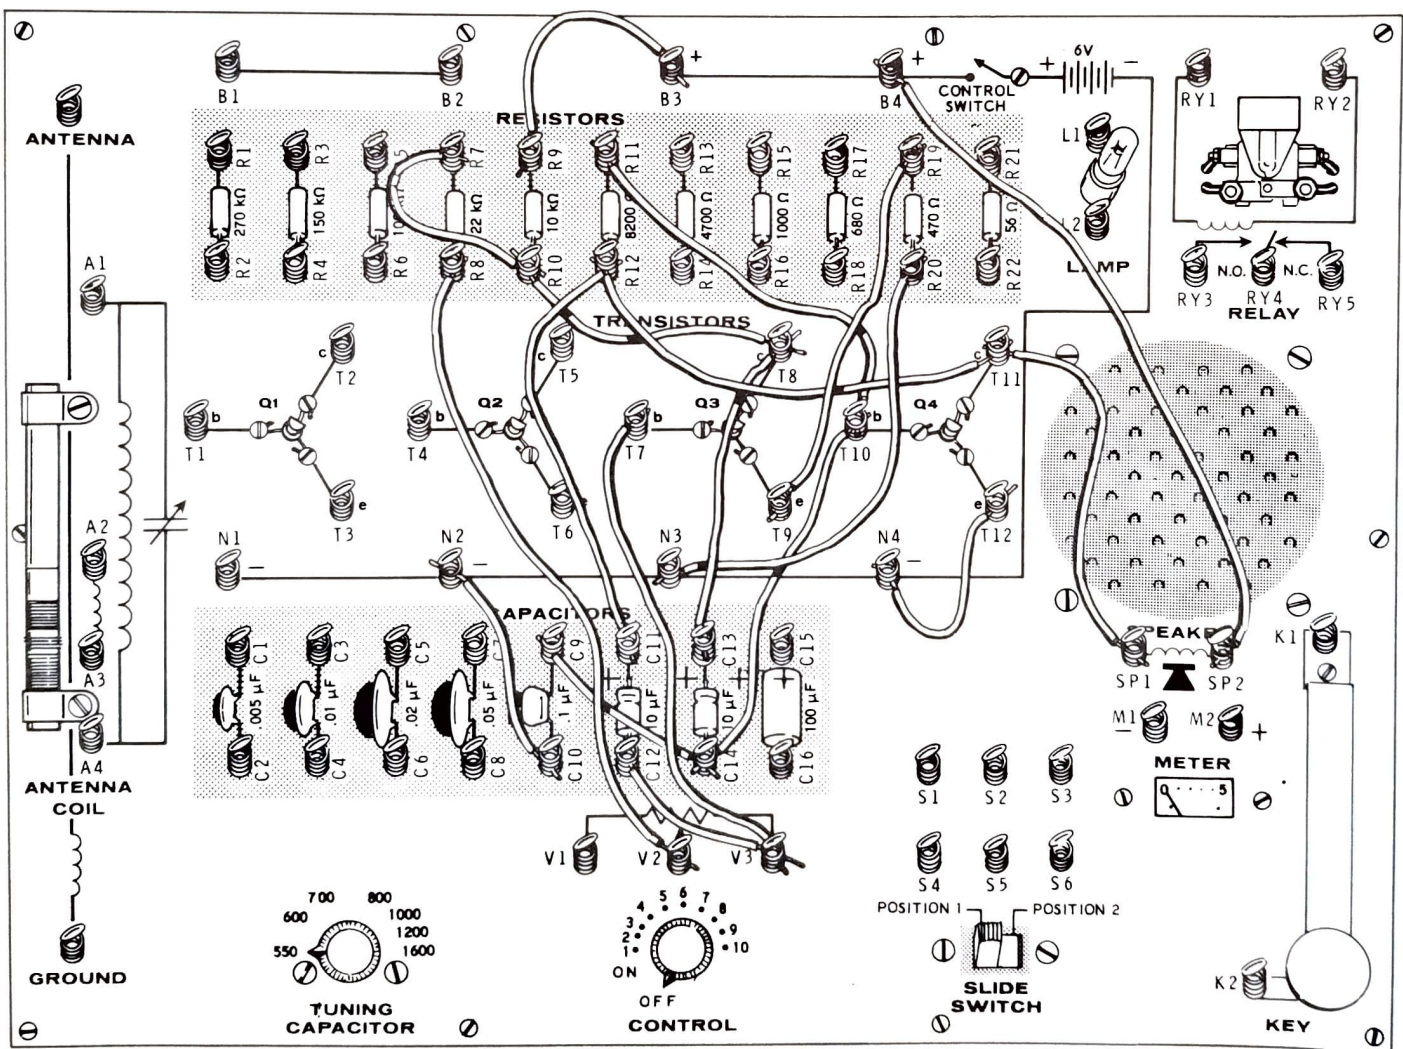 B1 B2 B3 + B4 + CONTROL SWITCH + 6V - RY1 RY2
ANTENNA
RESISTORS
L1
R1 R3 R7 R9 R11 R13 R15 R17 R19 R21
270 kΩ 150 kΩ 22 kΩ 10 kΩ 8200 4700 Ω 1000 Ω 680 Ω 470 Ω 56 Ω
R2 R4 R6 R8 R10 R12 R14 R16 R18 R20 R22
LAMP
N.O. N.C.
RY3 RY4 RY5
RELAY
A1
TRANSISTORS
c T2 c T5 c T8 c T11
b Q1 b Q2 b Q3 b Q4
T1 T4 T7 T10
T3 e T6 e T9 e T12 e
A2
N1 - N2 - N3 N4 -
CAPACITORS
C1 C3 C5 C9 C11 C13 C15
.005 µF .01 µF .02 µF .05 µF .1 µF + 10 µF + 10 µF + + 100 µF
C2 C4 C6 C8 C10 C12 C14 C16
A3
A4
SPEAKE
SP1 SP2
K1
M1 - M2 +
METER
0 5
ANTENNA
COIL
S1 S2 S3
V1 V2 V3
S4 S5 S6
POSITION 1 POSITION 2
SLIDE
SWITCH
550 600 700 800 1000 1200 1600
TUNING
CAPACITOR
OFF ON 1 2 3 4 5 6 7 8 9 10
CONTROL
GROUND
K2
KEY